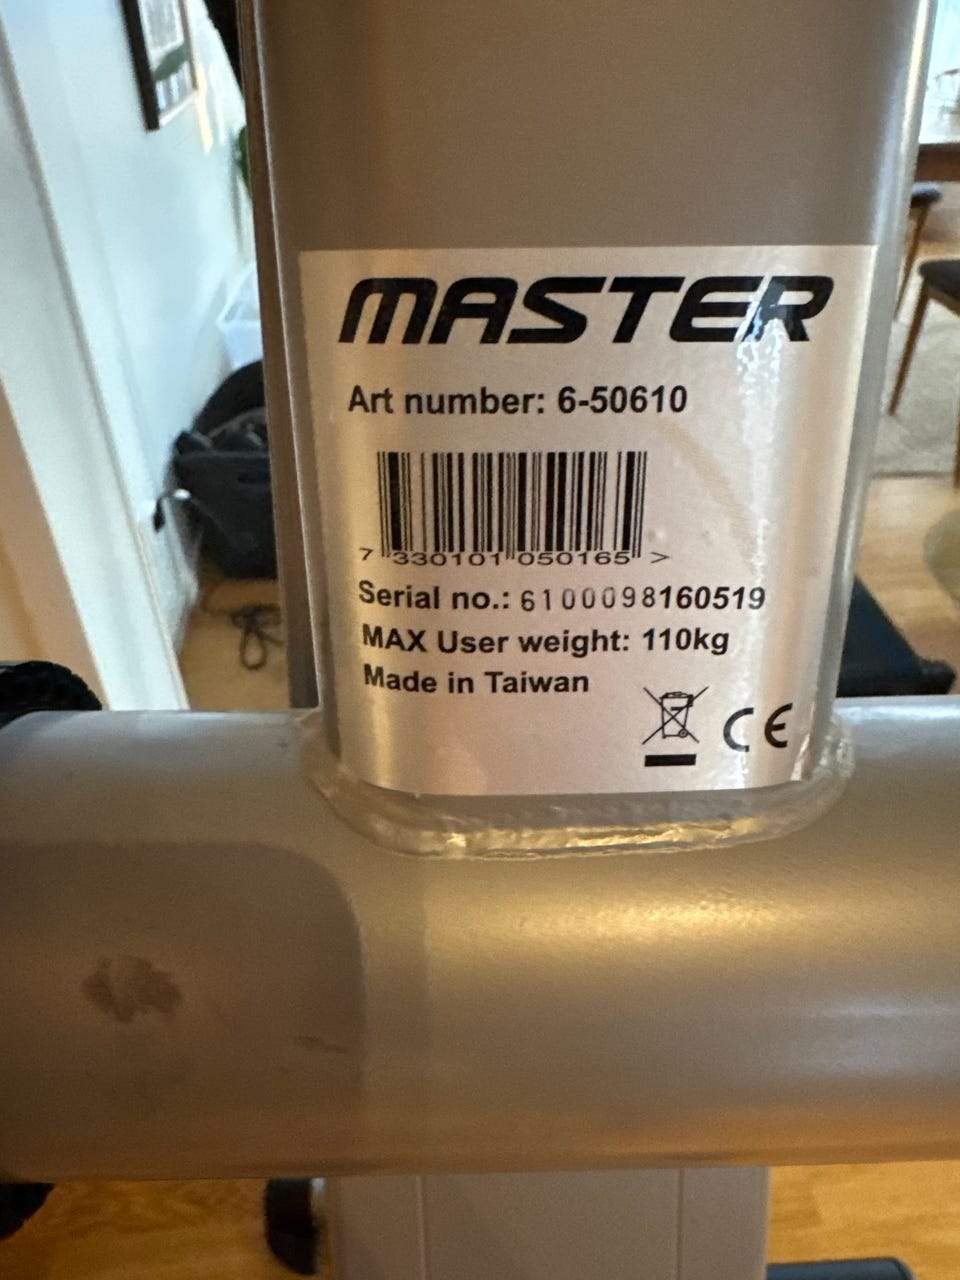 MASTER
Art number: 6-50610
7 330101 050165 >
Serial no.: 6100098160519
MAX User weight: 110kg
Made in Taiwan
CE